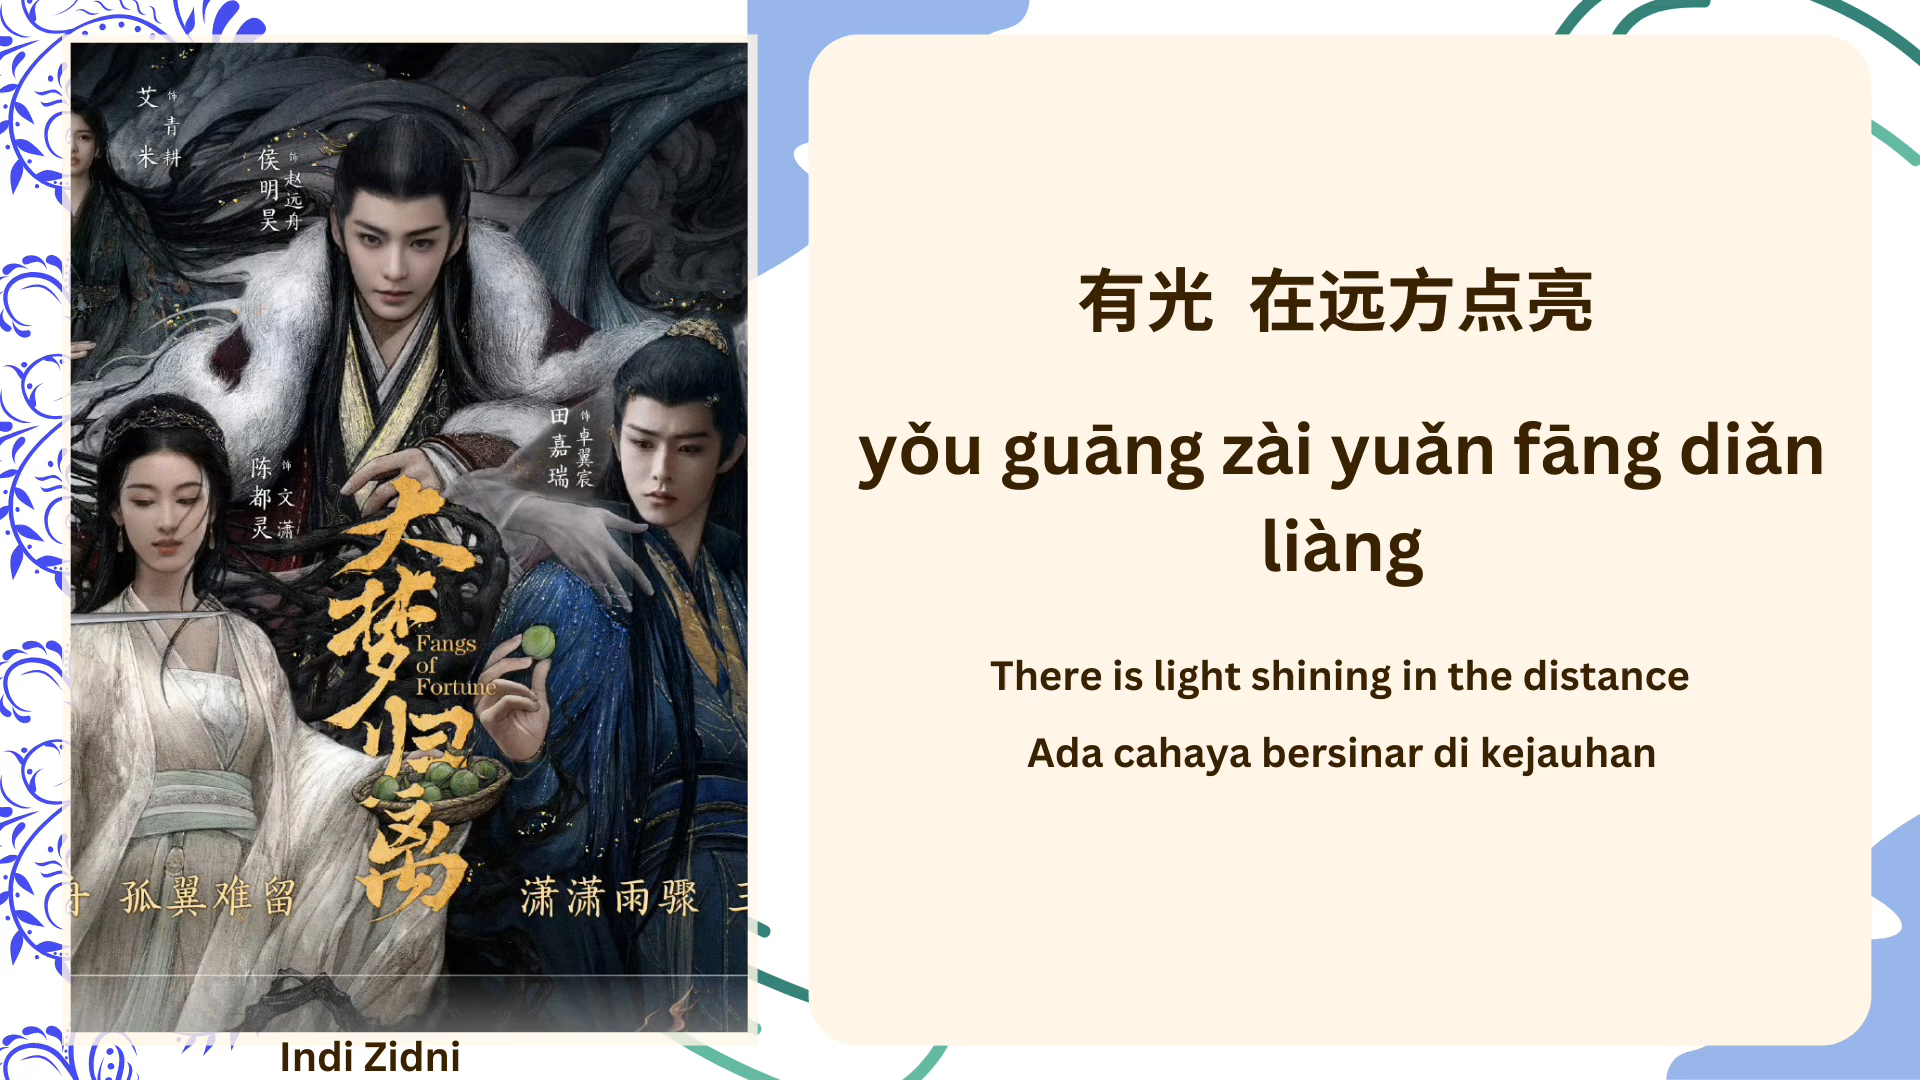 艾米
饰 青耕
侯明昊
饰 赵远舟
田嘉瑞
饰 卓翼宸
陈都灵
饰 文潇
大梦归离
Fangs
of
Fortune
舟 孤翼难留
潇潇雨骤
Indi Zidni
有光 在远方点亮
yǒu guāng zài yuǎn fāng diǎn
liàng
There is light shining in the distance
Ada cahaya bersinar di kejauhan